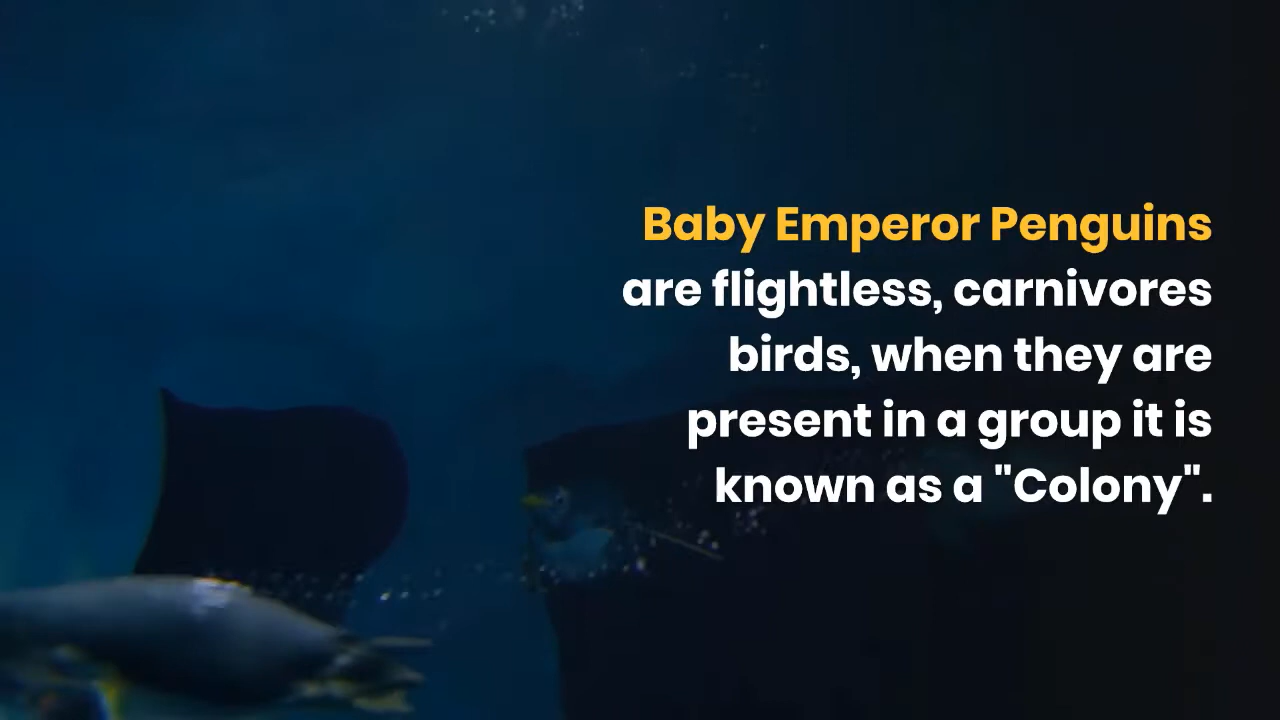 Baby Emperor Penguins
are flightless, carnivores
birds, when they are
present in a group it is
known as a "Colony".